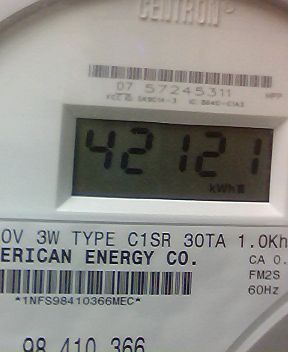 CENTRON®
07 57245311
42121
kWh
0V 3W TYPE C1SR 30TA 1.0Kh
ERICAN ENERGY CO.
CA 0.
FM2S
60Hz
*1NFS98410366MEC*
98 410 366